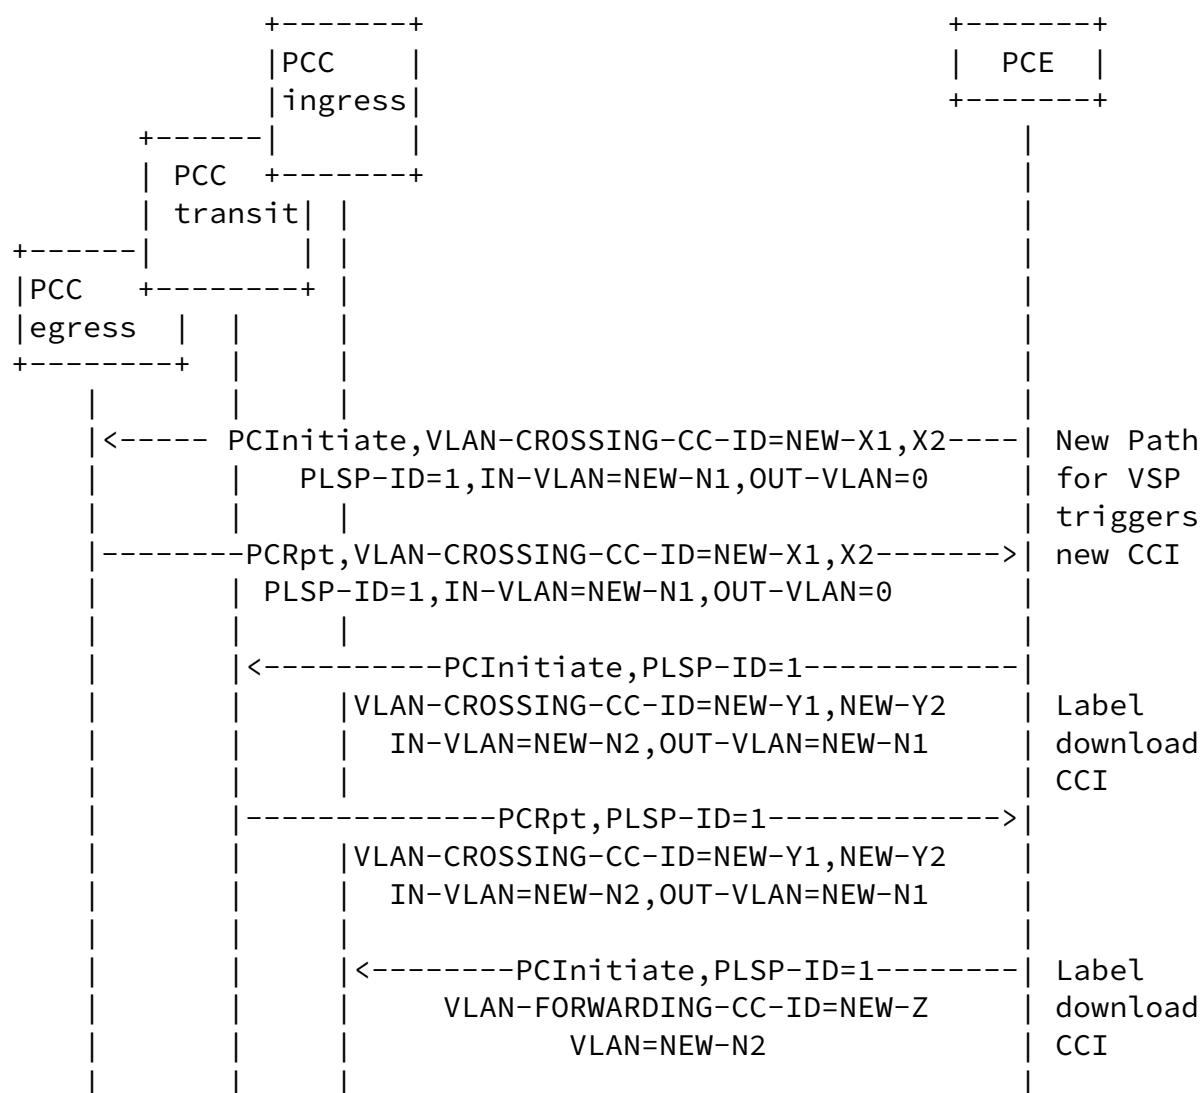 PCC
PCE
ingress
PCC
transit
PCC
egress
<----- PCInitiate,VLAN-CROSSING-CC-ID=NEW-X1,X2----| New Path
PLSP-ID=1,IN-VLAN=NEW-N1,OUT-VLAN=0 | for VSP
triggers
--------PCRpt,VLAN-CROSSING-CC-ID=NEW-X1,X2------->| new CCI
PLSP-ID=1,IN-VLAN=NEW-N1,OUT-VLAN=0
<----------PCInitiate,PLSP-ID=1------------|
VLAN-CROSSING-CC-ID=NEW-Y1,NEW-Y2 | Label
IN-VLAN=NEW-N2,OUT-VLAN=NEW-N1 | download
CCI
--------------PCRpt,PLSP-ID=1------------->|
VLAN-CROSSING-CC-ID=NEW-Y1,NEW-Y2
IN-VLAN=NEW-N2,OUT-VLAN=NEW-N1
<--------PCInitiate,PLSP-ID=1--------| Label
VLAN-FORWARDING-CC-ID=NEW-Z | download
VLAN=NEW-N2 | CCI